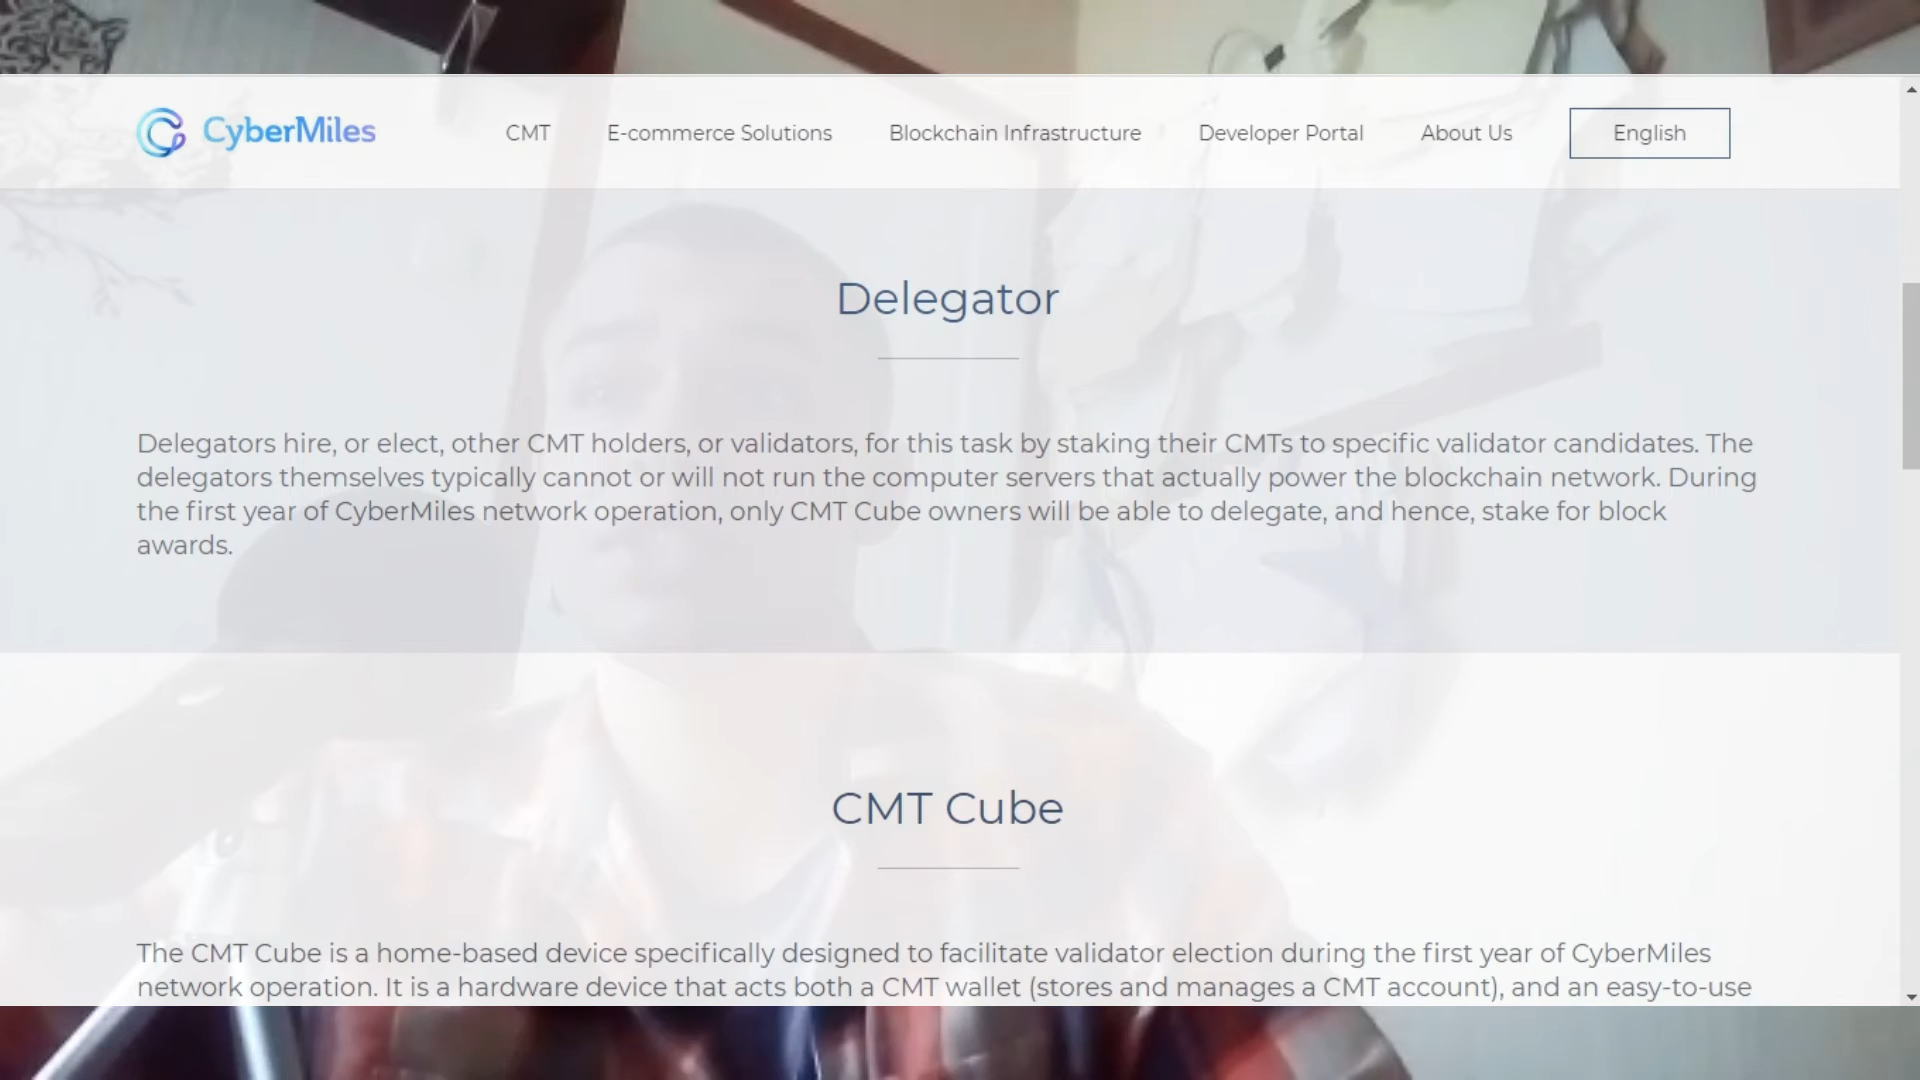 CyberMiles
CMT E-commerce Solutions Blockchain Infrastructure Developer Portal About Us English
Delegator
Delegators hire, or elect, other CMT holders, or validators, for this task by staking their CMTs to specific validator candidates. The
delegators themselves typically cannot or will not run the computer servers that actually power the blockchain network. During
the first year of CyberMiles network operation, only CMT Cube owners will be able to delegate, and hence, stake for block
awards.
CMT Cube
The CMT Cube is a home-based device specifically designed to facilitate validator election during the first year of CyberMiles
network operation. It is a hardware device that acts both a CMT wallet (stores and manages a CMT account), and an easy-to-use